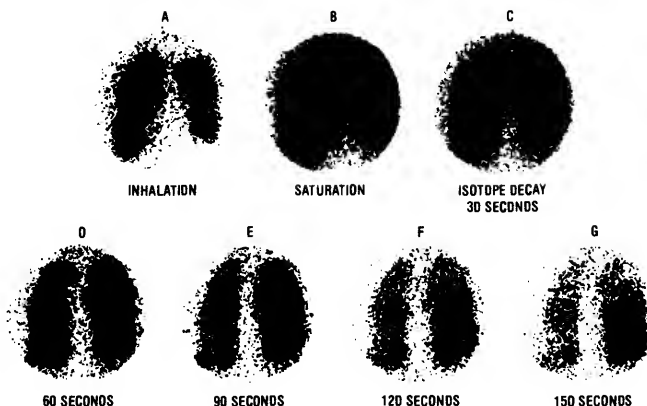 A
B
C
INHALATION
SATURATION
ISOTOPE DECAY
30 SECONDS
D
E
F
G
60 SECONDS
90 SECONDS
120 SECONDS
150 SECONDS